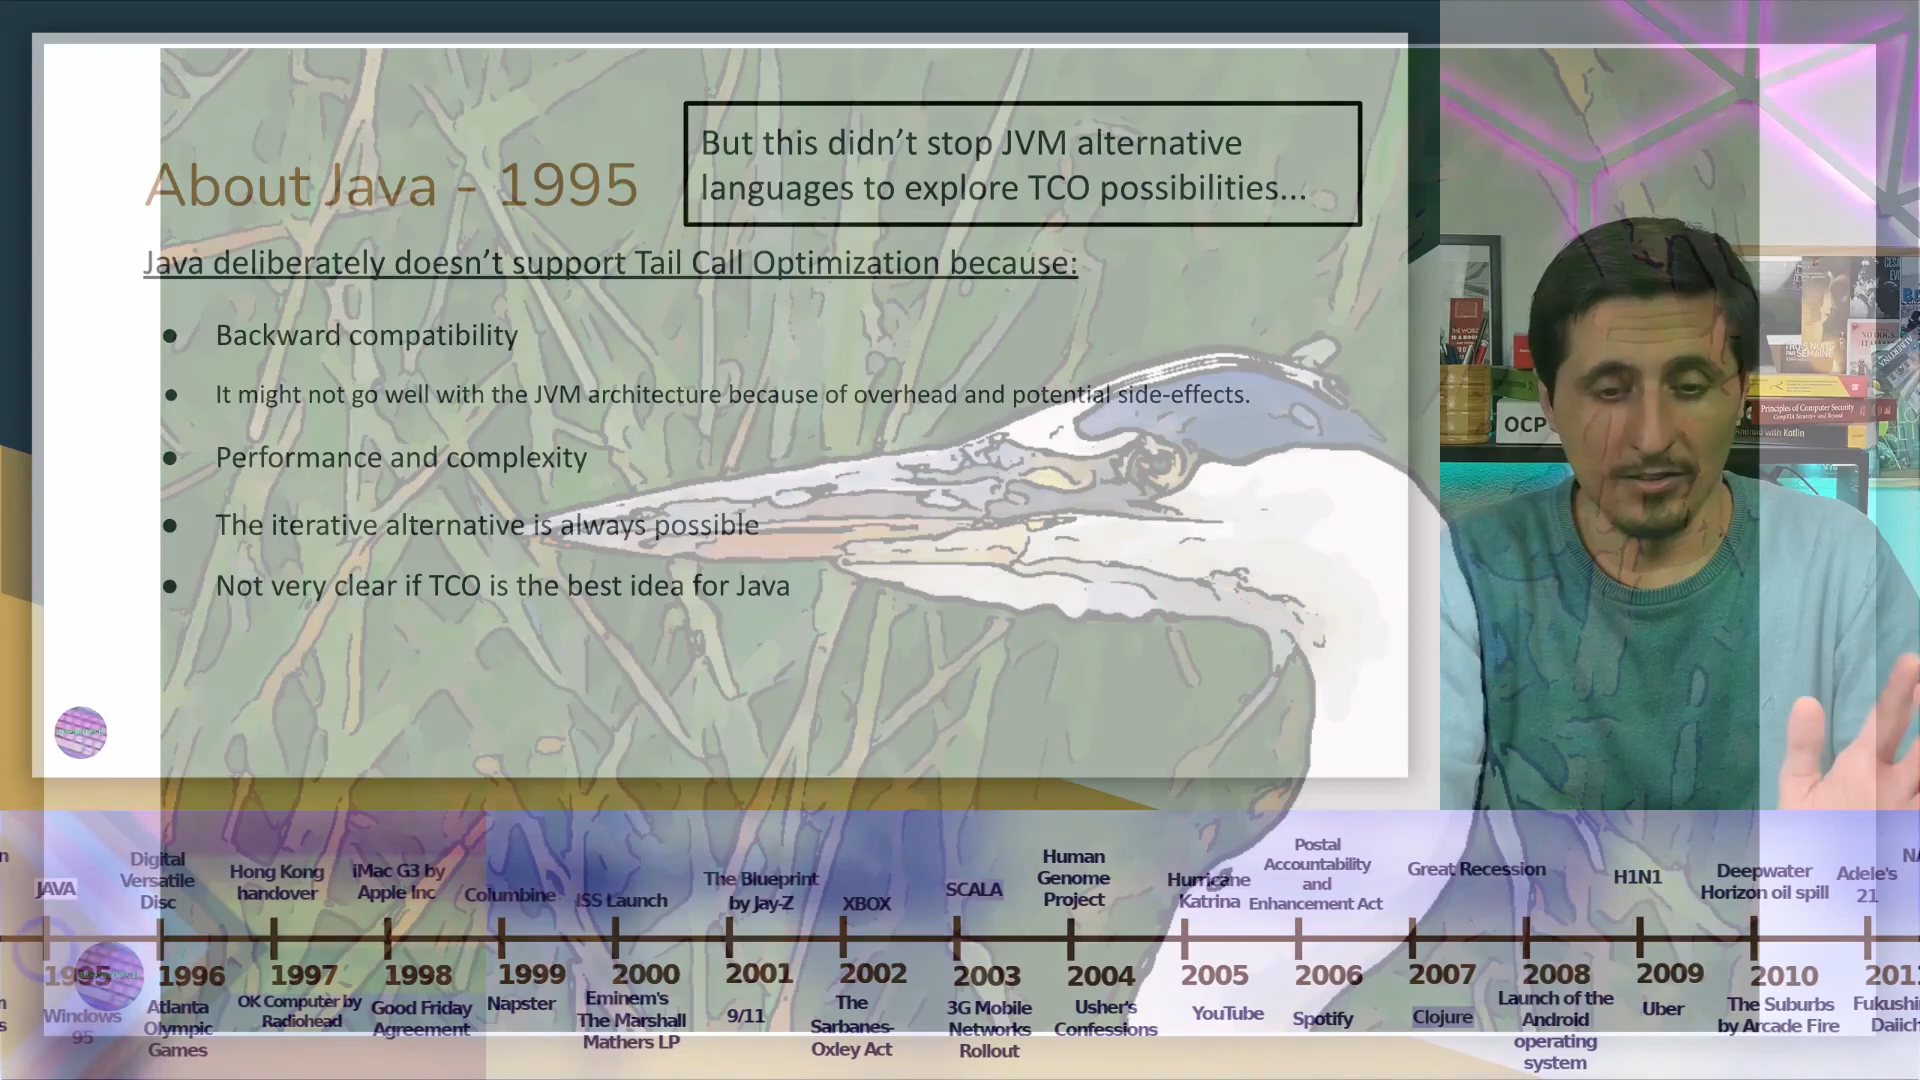 But this didn't stop JVM alternative
languages to explore TCO possibilities...
About Java - 1995
Java deliberately doesn't support Tail Call Optimization because:
● Backward compatibility
● It might not go well with the JVM architecture because of overhead and potential side-effects.
● Performance and complexity
● The iterative alternative is always possible
● Not very clear if TCO is the best idea for Java
OCP
Principles of Computer Security
Android with Kotlin
JAVA
Digital
Versatile
Disc
Hong Kong
handover
iMac G3 by
Apple Inc
Columbine
ISS Launch
The Blueprint
by Jay-Z
XBOX
SCALA
Human
Genome
Project
Hurricane
Katrina
Postal
Accountability
and
Enhancement Act
Great Recession
H1N1
Deepwater
Horizon oil spill
Adele's
21
1995 1996 1997 1998 1999 2000 2001 2002 2003 2004 2005 2006 2007 2008 2009 2010 201
Windows
95
Atlanta
Olympic
Games
OK Computer by
Radiohead
Good Friday
Agreement
Napster
Eminem's
The Marshall
Mathers LP
9/11
The
Sarbanes-
Oxley Act
3G Mobile
Networks
Rollout
Usher's
Confessions
YouTube
Spotify
Clojure
Launch of the
Android
operating
system
Uber
The Suburbs
by Arcade Fire